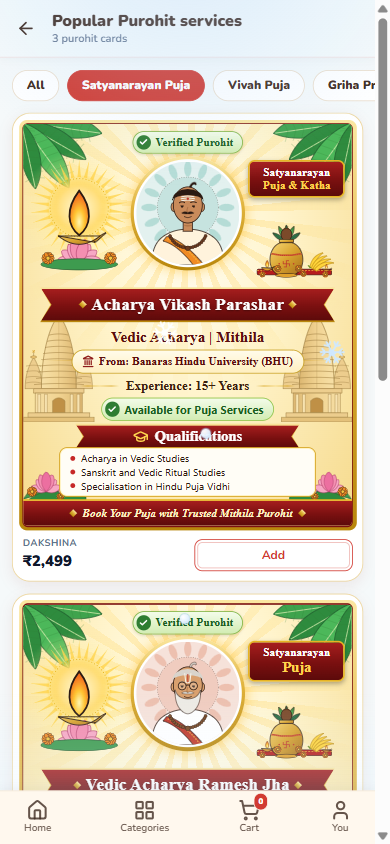 Popular Purohit services
3 purohit cards
All
Satyanarayan Puja
Vivah Puja
Griha Pr
Verified Purohit
Satyanarayan
Puja & Katha
Acharya Vikash Parashar
Vedic Acharya | Mithila
From: Banaras Hindu University (BHU)
Experience: 15+ Years
Available for Puja Services
Qualifications
Acharya in Vedic Studies
Sanskrit and Vedic Ritual Studies
Specialisation in Hindu Puja Vidhi
Book Your Puja with Trusted Mithila Purohit
DAKSHINA
₹2,499
Add
Verified Purohit
Satyanarayan
Puja
Vedic Acharya Ramesh Jha
0
Home
Categories
Cart
You